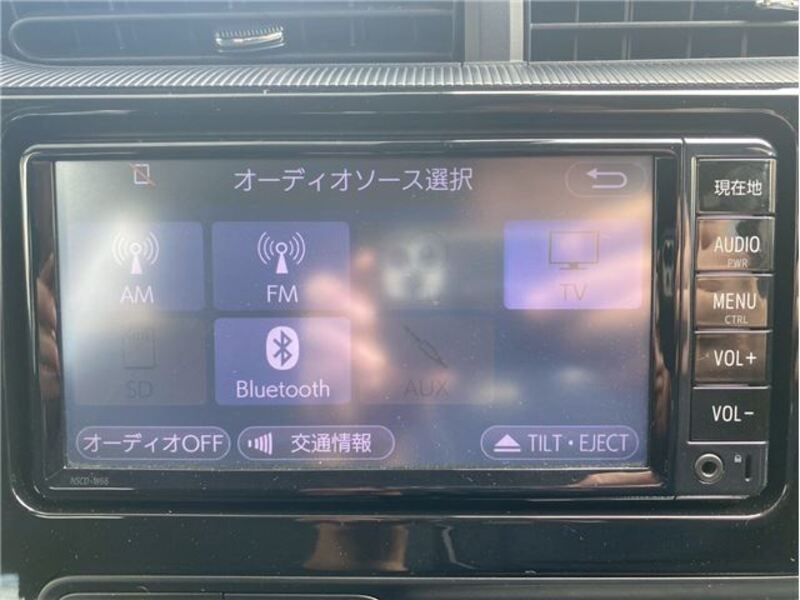 オーディオソース選択
AM
FM
TV
SD
Bluetooth
AUX
オーディオOFF
交通情報
TILT・EJECT
現在地
AUDIO
PWR
MENU
CTRL
VOL+
VOL-
NSCD-W66